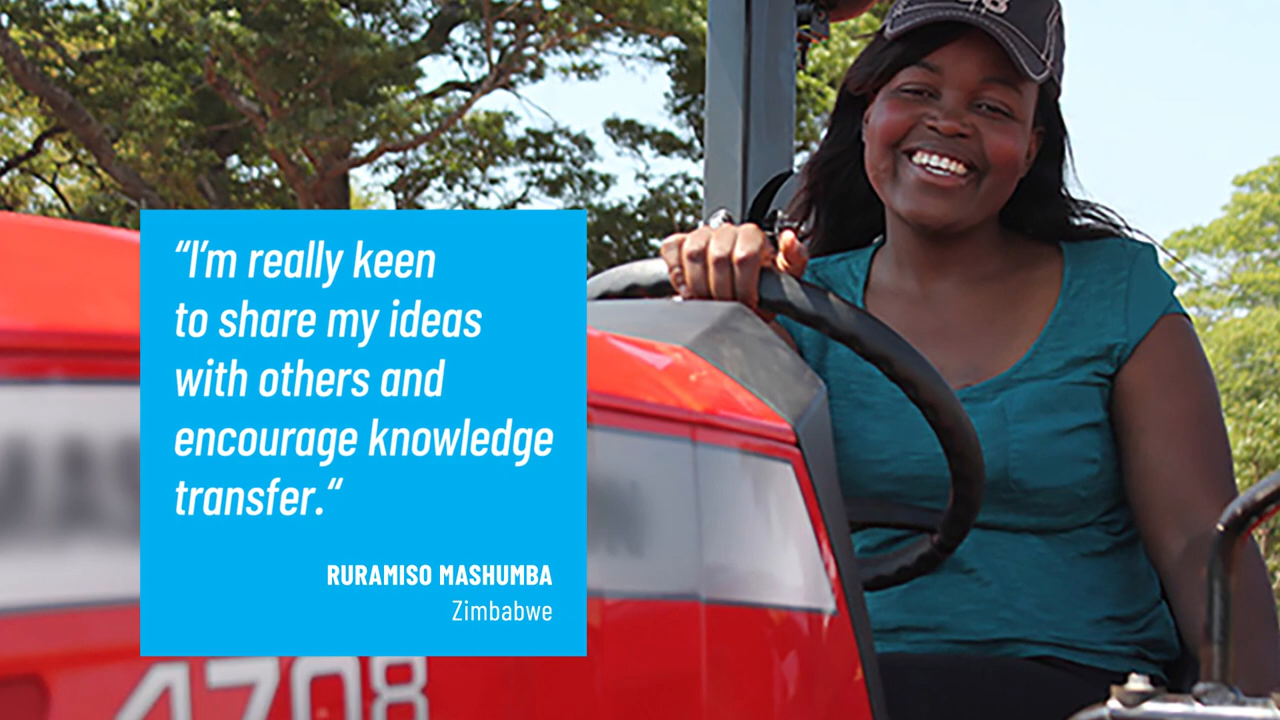 “I’m really keen
to share my ideas
with others and
encourage knowledge
transfer.“
RURAMISO MASHUMBA
Zimbabwe
4708